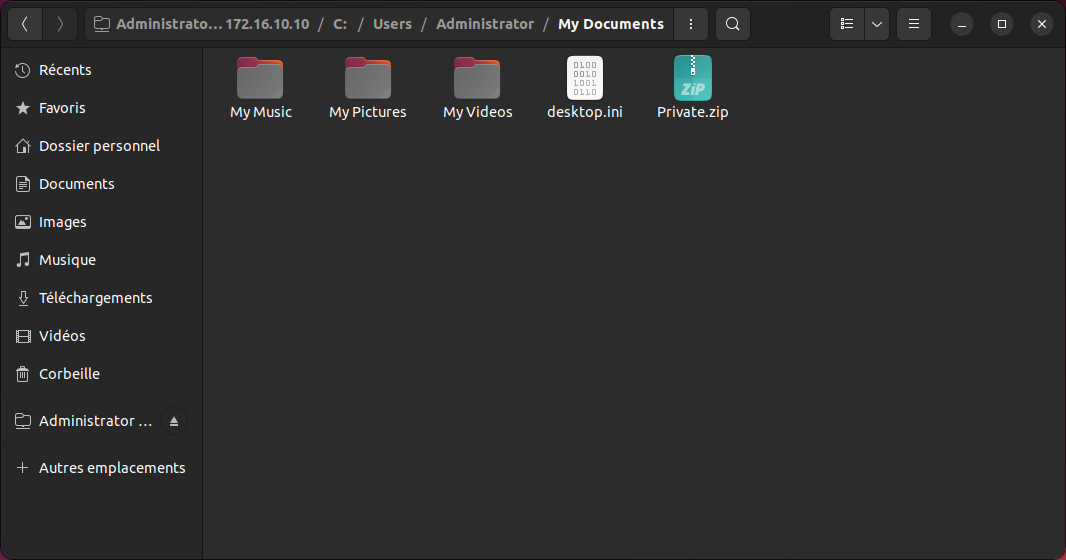 Administrato... 172.16.10.10 / C: / Users / Administrator / My Documents
Récents
Favoris
Dossier personnel
Documents
Images
Musique
Téléchargements
Vidéos
Corbeille
Administrator ...
+ Autres emplacements
My Music
My Pictures
My Videos
0100
0010
1001
0110
desktop.ini
ZiP
Private.zip